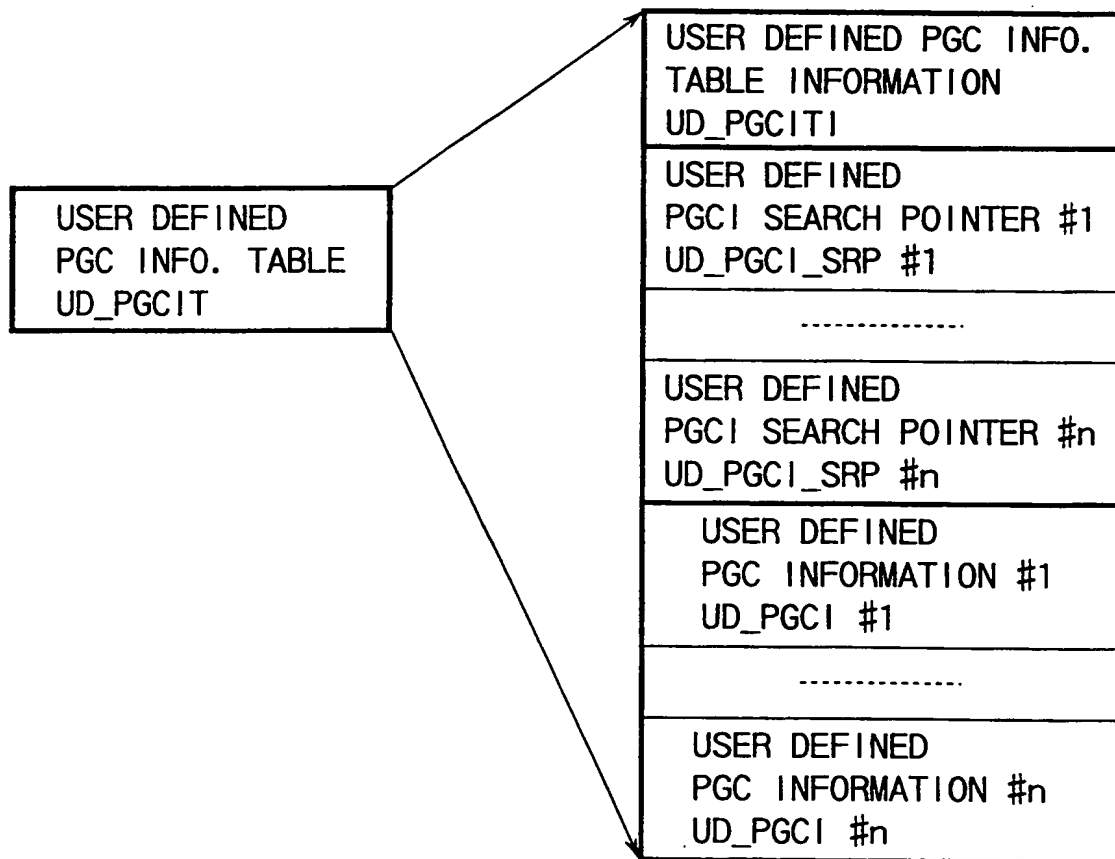 USER DEFINED
PGC INFO. TABLE
UD_PGCIT
USER DEFINED PGC INFO.
TABLE INFORMATION
UD_PGCITI
USER DEFINED
PGCI SEARCH POINTER #1
UD_PGCI_SRP #1
---------------
USER DEFINED
PGCI SEARCH POINTER #n
UD_PGCI_SRP #n
USER DEFINED
PGC INFORMATION #1
UD_PGCI #1
---------------
USER DEFINED
PGC INFORMATION #n
UD_PGCI #n